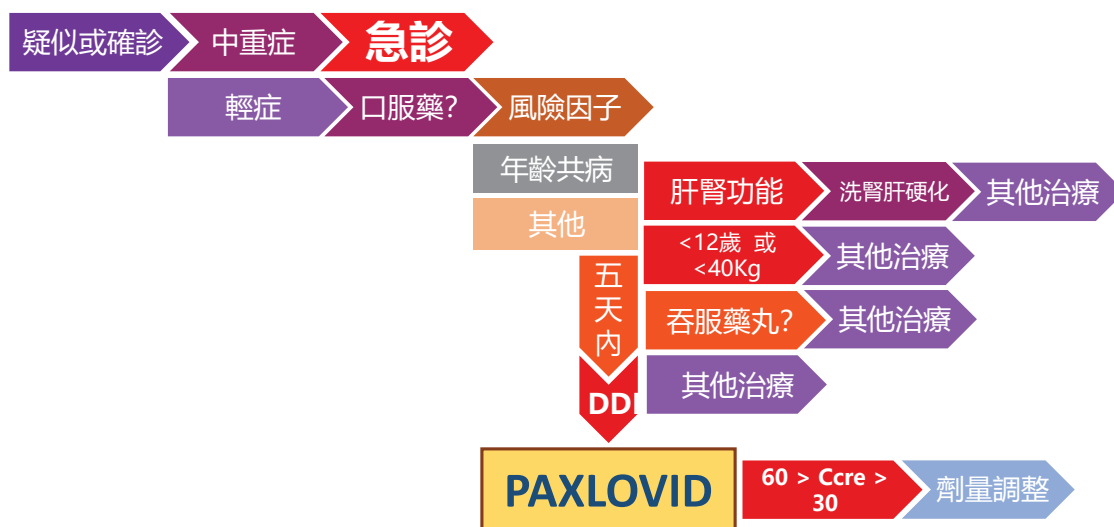 疑似或確診
中重症
急診
輕症
口服藥?
風險因子
年齡共病
其他
肝腎功能
洗腎肝硬化
其他治療
<12歲 或
<40Kg
其他治療
五
天
內
吞服藥丸?
其他治療
DDI
其他治療
PAXLOVID
60 > Ccre >
30
劑量調整